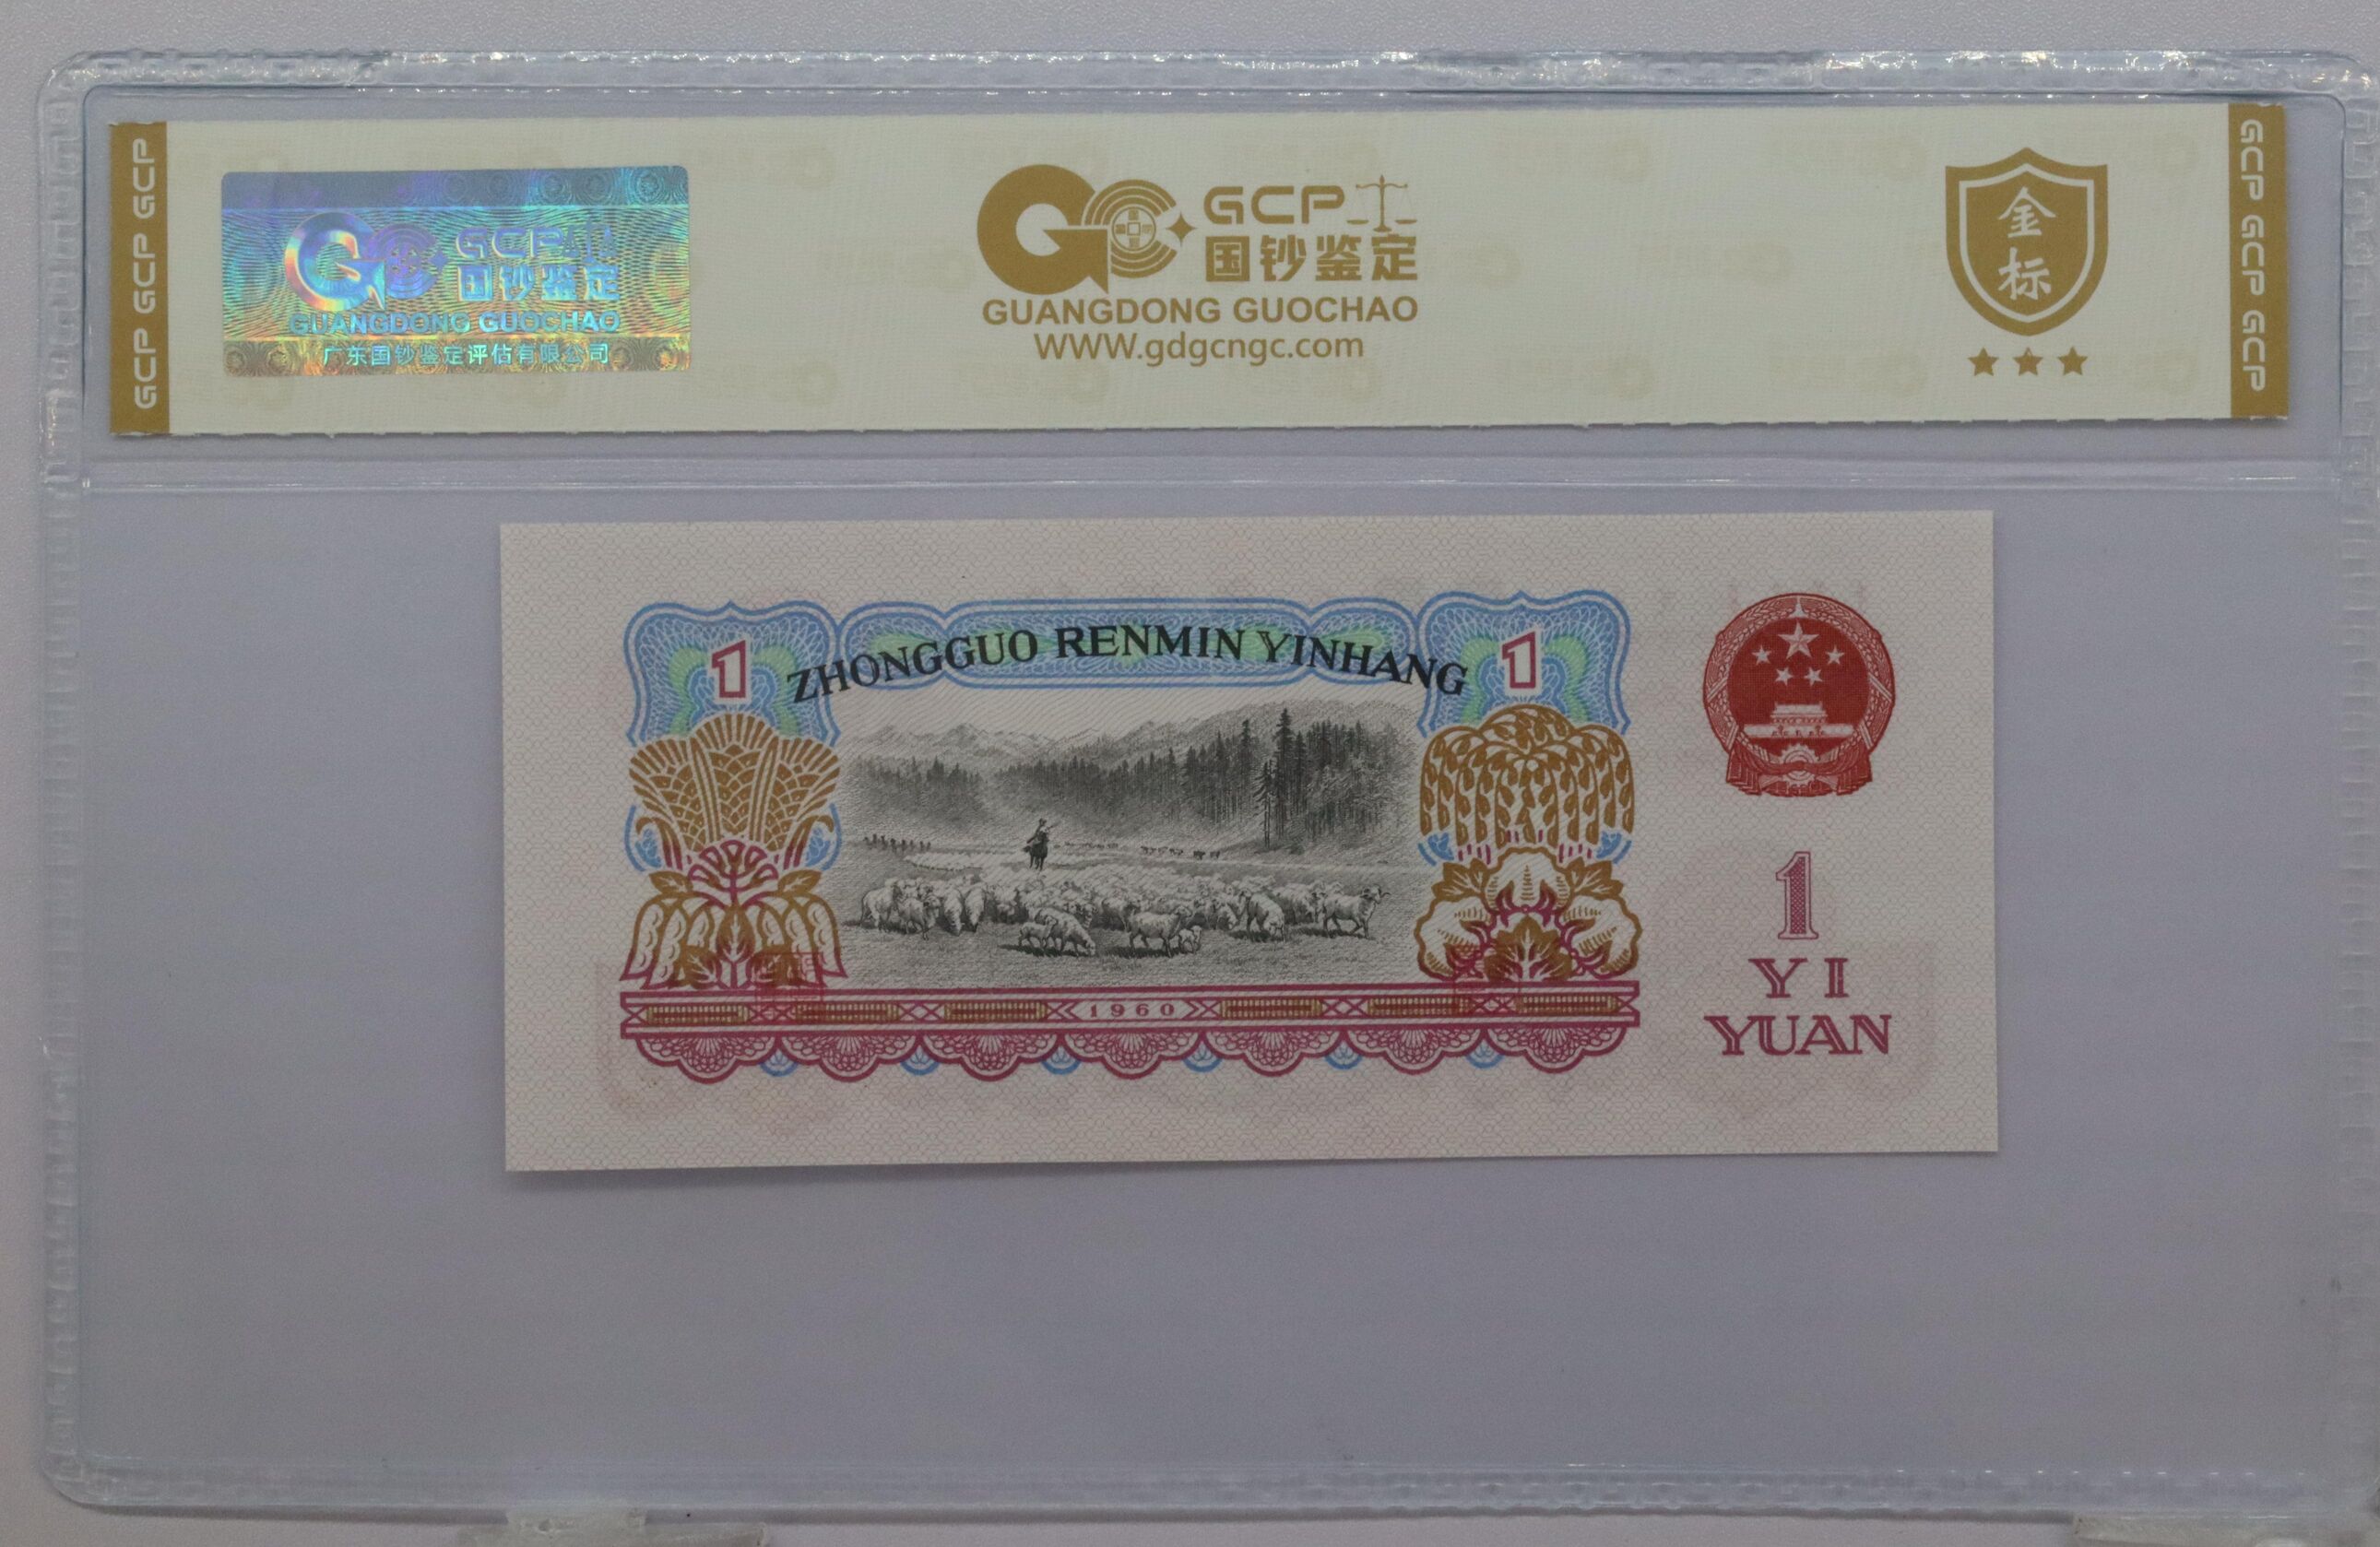 GCP GCP GCP
GCP
国钞鉴定
GUANGDONG GUOCHAO
广东国钞鉴定评估有限公司
GCP
国钞鉴定
GUANGDONG GUOCHAO
WWW.gdgcngc.com
金
标
GCP GCP GCP
1
ZHONGGUO RENMIN YINHANG
1
1960
1
YI
YUAN